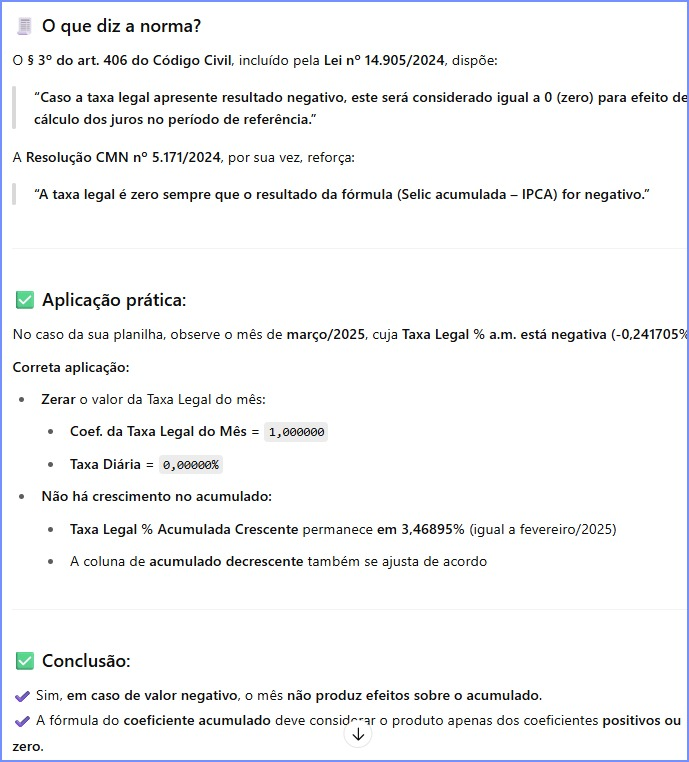 O que diz a norma?
O § 3º do art. 406 do Código Civil, incluído pela Lei nº 14.905/2024, dispõe:
“Caso a taxa legal apresente resultado negativo, este será considerado igual a 0 (zero) para efeito de
cálculo dos juros no período de referência.”
A Resolução CMN nº 5.171/2024, por sua vez, reforça:
“A taxa legal é zero sempre que o resultado da fórmula (Selic acumulada – IPCA) for negativo.”
Aplicação prática:
No caso da sua planilha, observe o mês de março/2025, cuja Taxa Legal % a.m. está negativa (-0,241705%
Correta aplicação:
Zerar o valor da Taxa Legal do mês:
Coef. da Taxa Legal do Mês = 1,000000
Taxa Diária = 0,00000%
Não há crescimento no acumulado:
Taxa Legal % Acumulada Crescente permanece em 3,46895% (igual a fevereiro/2025)
A coluna de acumulado decrescente também se ajusta de acordo
Conclusão:
Sim, em caso de valor negativo, o mês não produz efeitos sobre o acumulado.
A fórmula do coeficiente acumulado deve considerar o produto apenas dos coeficientes positivos ou
zero.